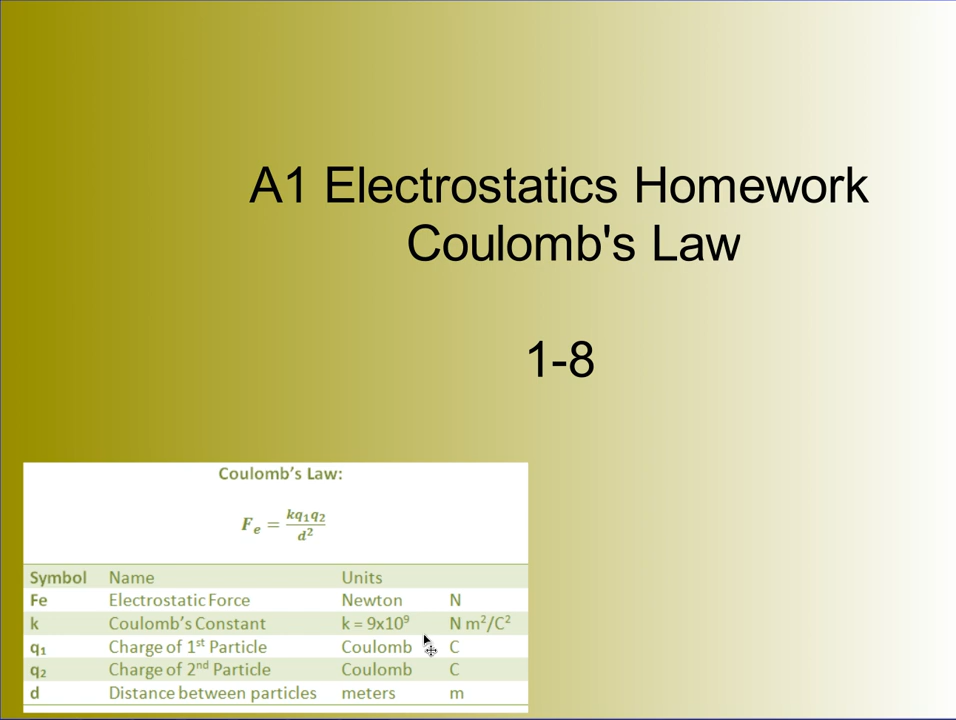 A1 Electrostatics Homework
Coulomb's Law
1-8
Coulomb's Law:
Fₑ = kq₁q₂/d²
Symbol Name Units
Fe Electrostatic Force Newton N
k Coulomb's Constant k = 9x10⁹ N m²/C²
q₁ Charge of 1ˢᵗ Particle Coulomb C
q₂ Charge of 2ⁿᵈ Particle Coulomb C
d Distance between particles meters m